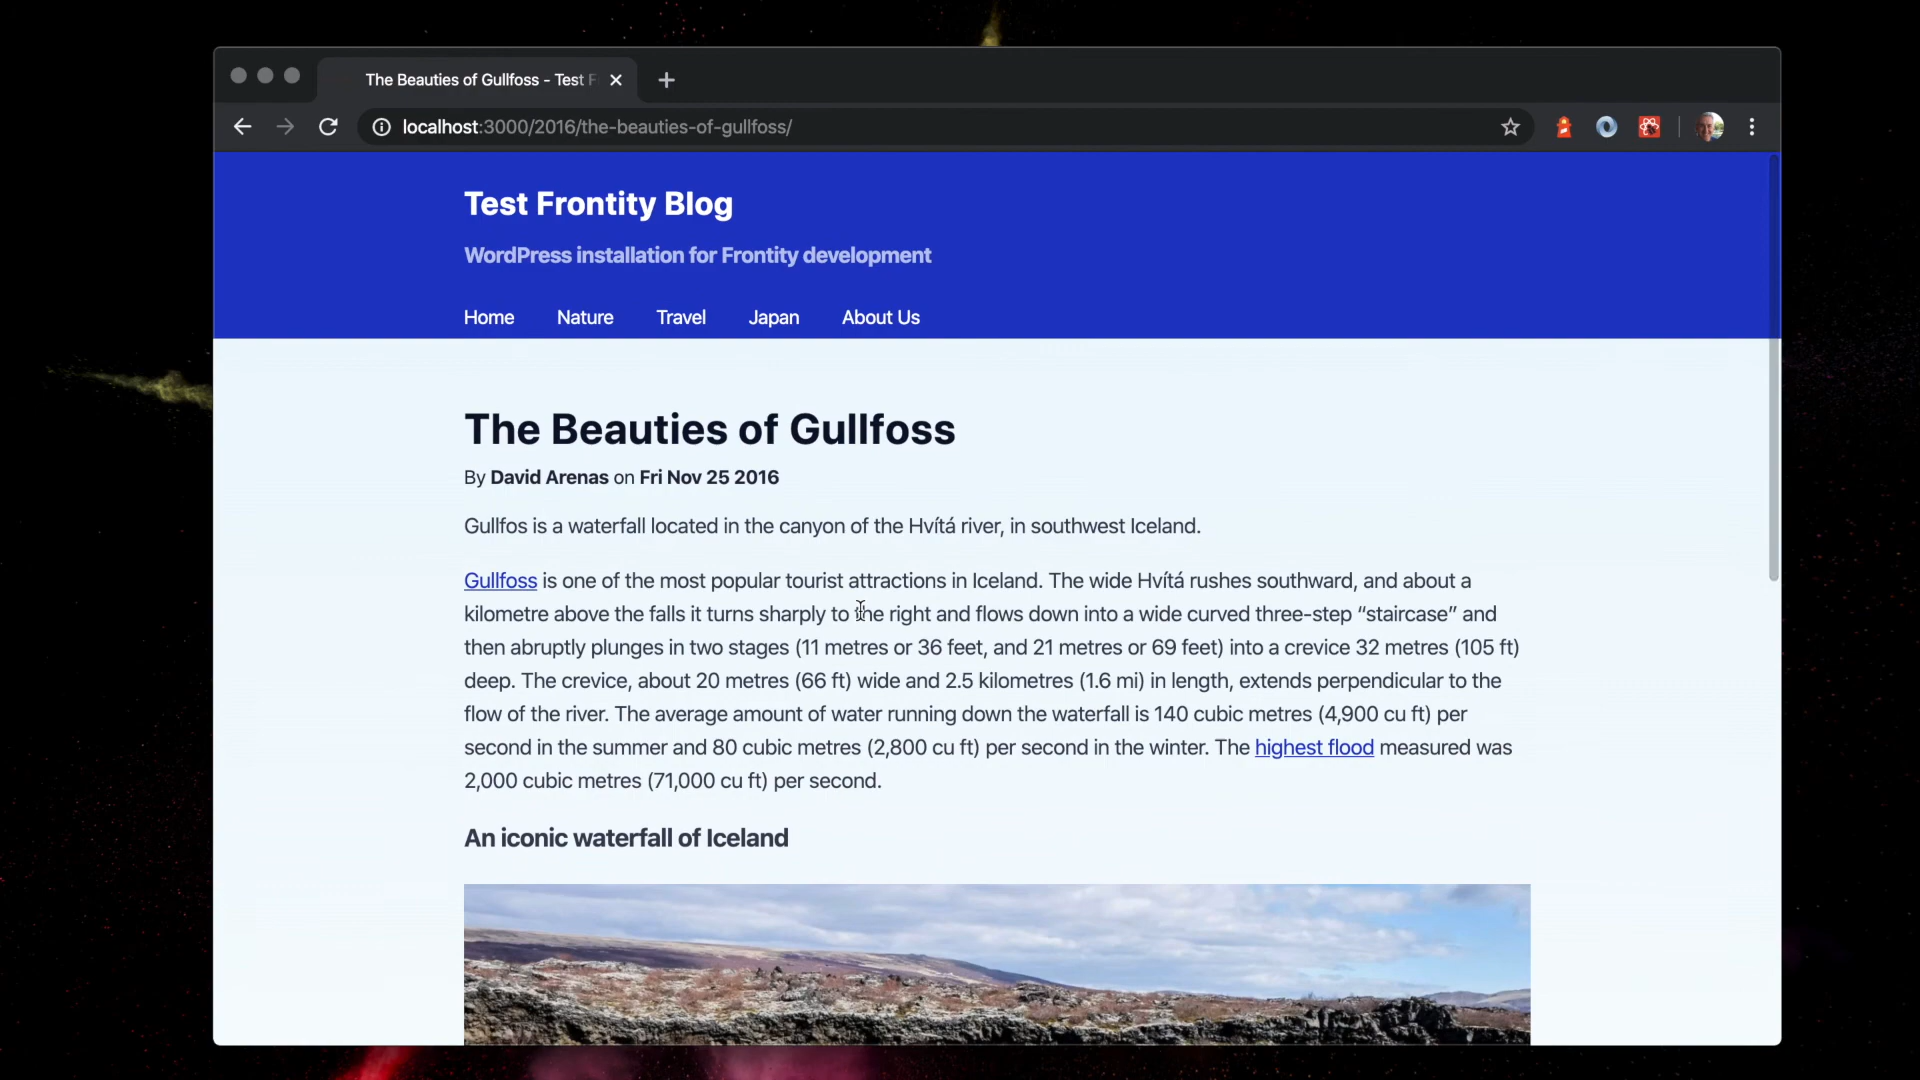 The Beauties of Gullfoss - Test F
localhost:3000/2016/the-beauties-of-gullfoss/
Test Frontity Blog
WordPress installation for Frontity development
Home Nature Travel Japan About Us
The Beauties of Gullfoss
By David Arenas on Fri Nov 25 2016
Gullfos is a waterfall located in the canyon of the Hvítá river, in southwest Iceland.
Gullfoss is one of the most popular tourist attractions in Iceland. The wide Hvítá rushes southward, and about a
kilometre above the falls it turns sharply to the right and flows down into a wide curved three-step “staircase” and
then abruptly plunges in two stages (11 metres or 36 feet, and 21 metres or 69 feet) into a crevice 32 metres (105 ft)
deep. The crevice, about 20 metres (66 ft) wide and 2.5 kilometres (1.6 mi) in length, extends perpendicular to the
flow of the river. The average amount of water running down the waterfall is 140 cubic metres (4,900 cu ft) per
second in the summer and 80 cubic metres (2,800 cu ft) per second in the winter. The highest flood measured was
2,000 cubic metres (71,000 cu ft) per second.
An iconic waterfall of Iceland